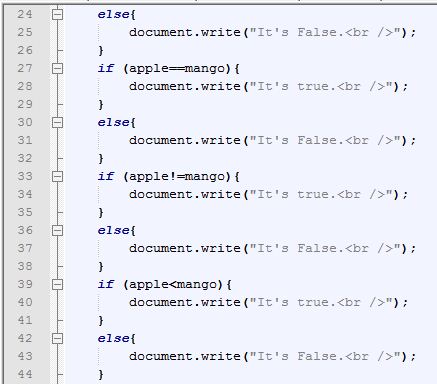 24 else{
25 document.write("It's False.<br />");
26 }
27 if (apple==mango){
28 document.write("It's true.<br />");
29 }
30 else{
31 document.write("It's False.<br />");
32 }
33 if (apple!=mango){
34 document.write("It's true.<br />");
35 }
36 else{
37 document.write("It's False.<br />");
38 }
39 if (apple<mango){
40 document.write("It's true.<br />");
41 }
42 else{
43 document.write("It's False.<br />");
44 }